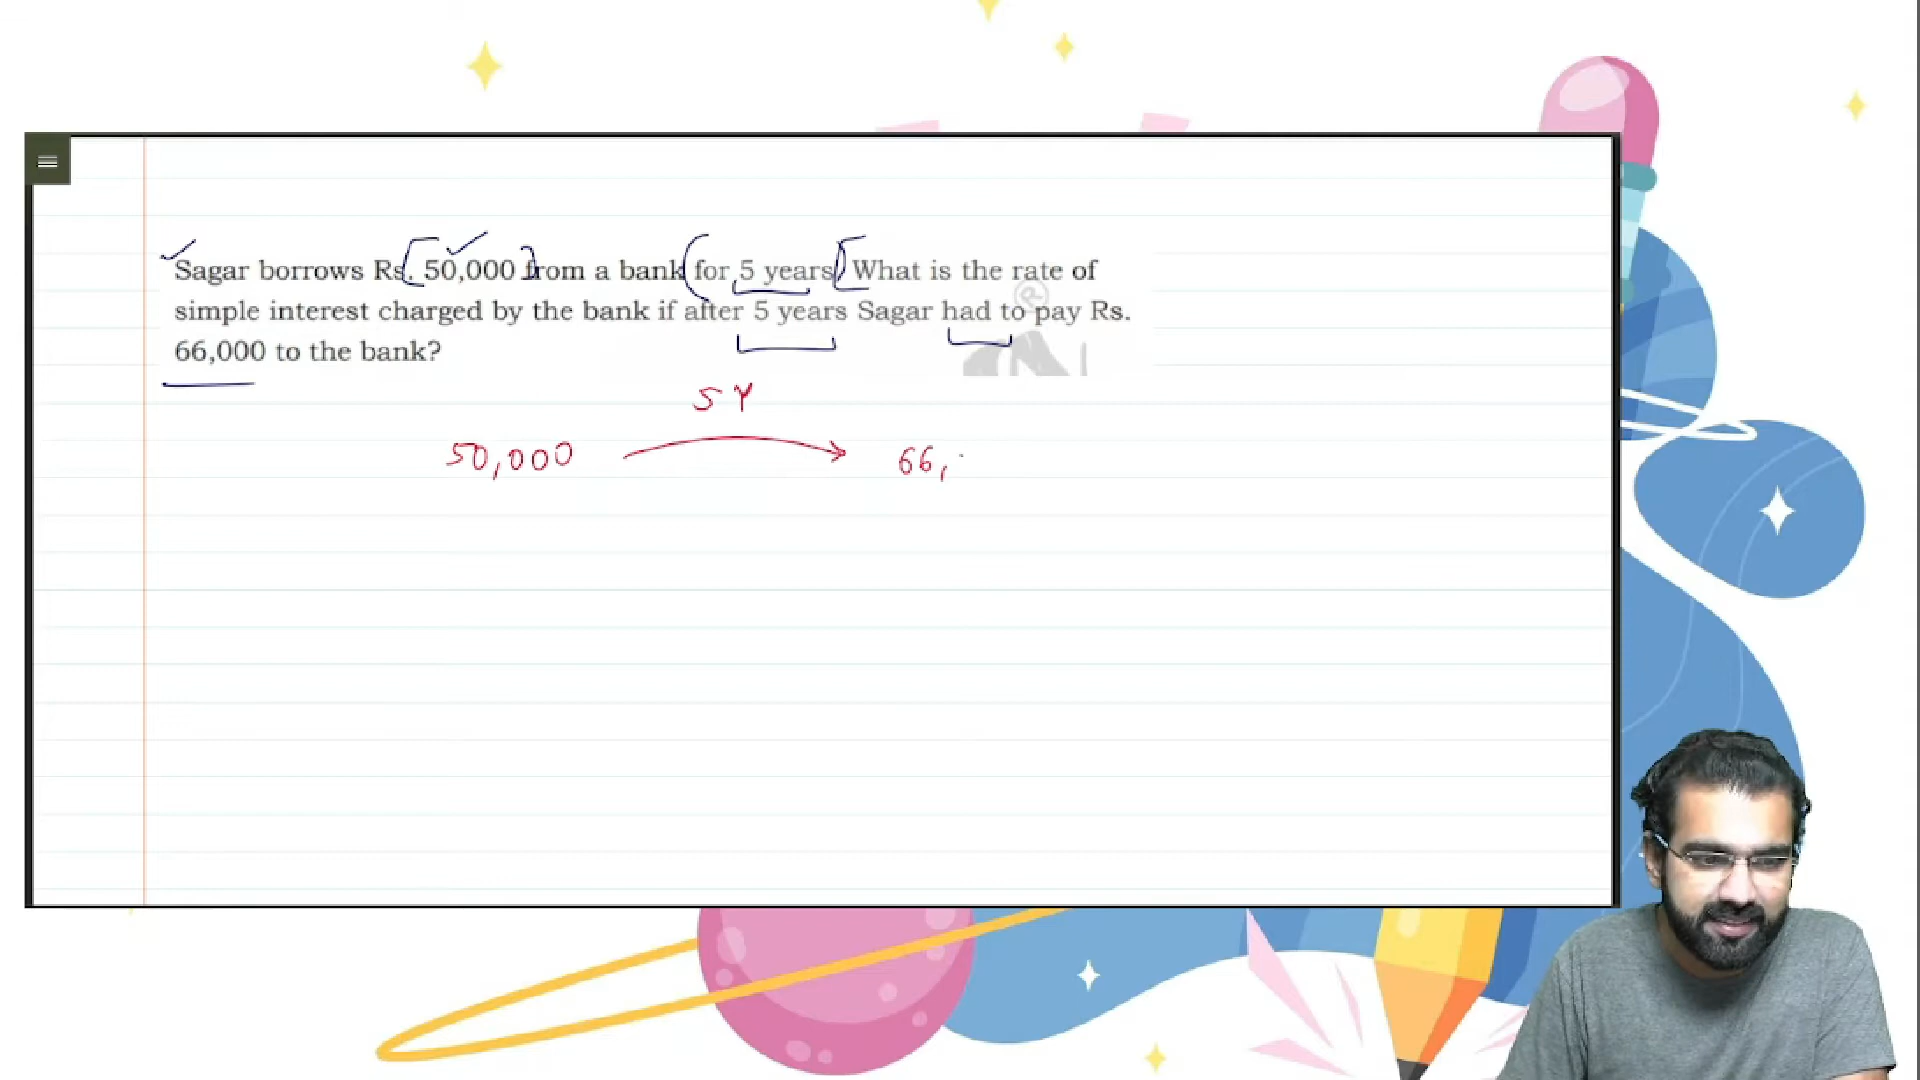 Sagar borrows Rs. 50,000 from a bank for 5 years. What is the rate of
simple interest charged by the bank if after 5 years Sagar had to pay Rs.
66,000 to the bank?
5 Y
50,000 → 66,